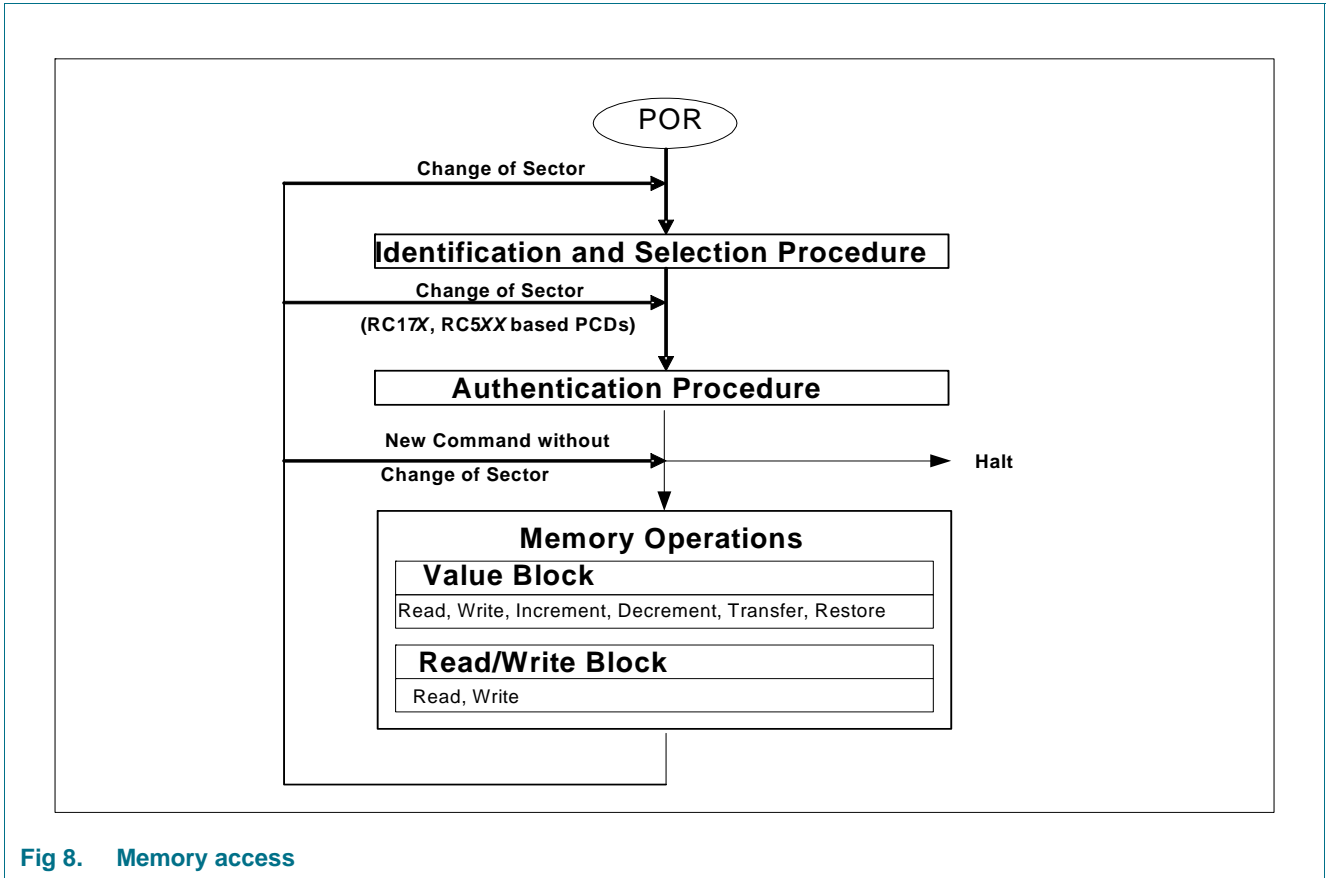 POR
Change of Sector
Identification and Selection Procedure
Change of Sector
(RC17X, RC5XX based PCDs)
Authentication Procedure
New Command without
Change of Sector
Halt
Memory Operations
Value Block
Read, Write, Increment, Decrement, Transfer, Restore
Read/Write Block
Read, Write
Fig 8. Memory access